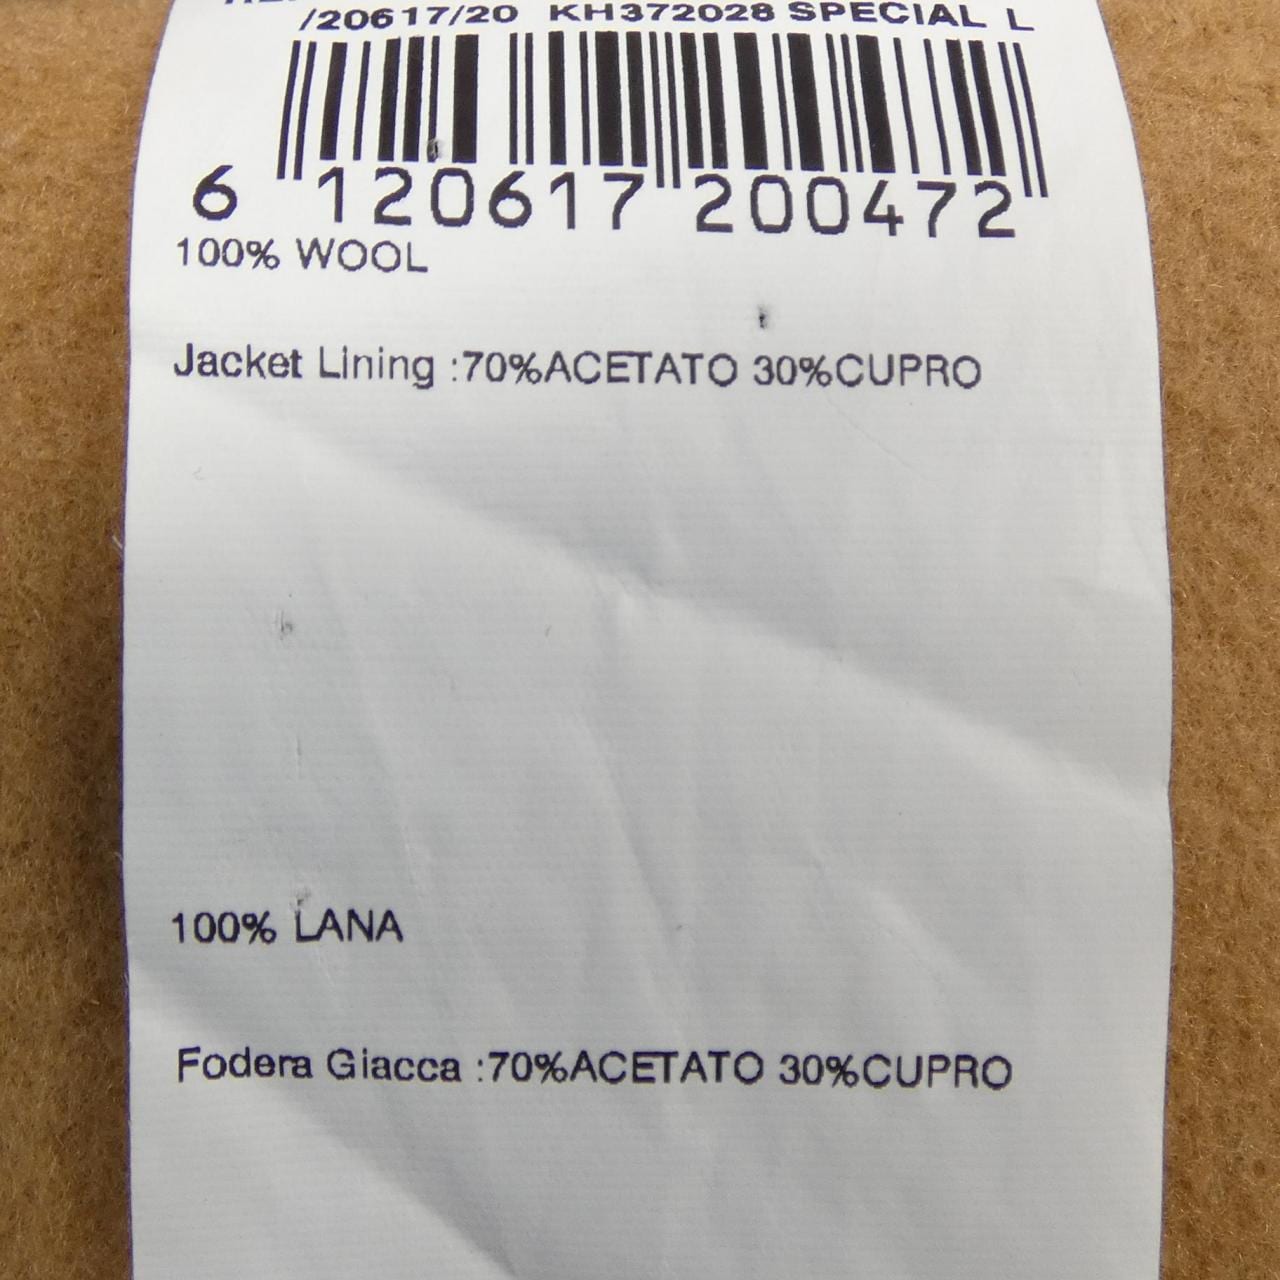 /20617/20 KH372028 SPECIAL L
6 120617 200472
100% WOOL
Jacket Lining :70%ACETATO 30%CUPRO
100% LANA
Fodera Giacca :70%ACETATO 30%CUPRO